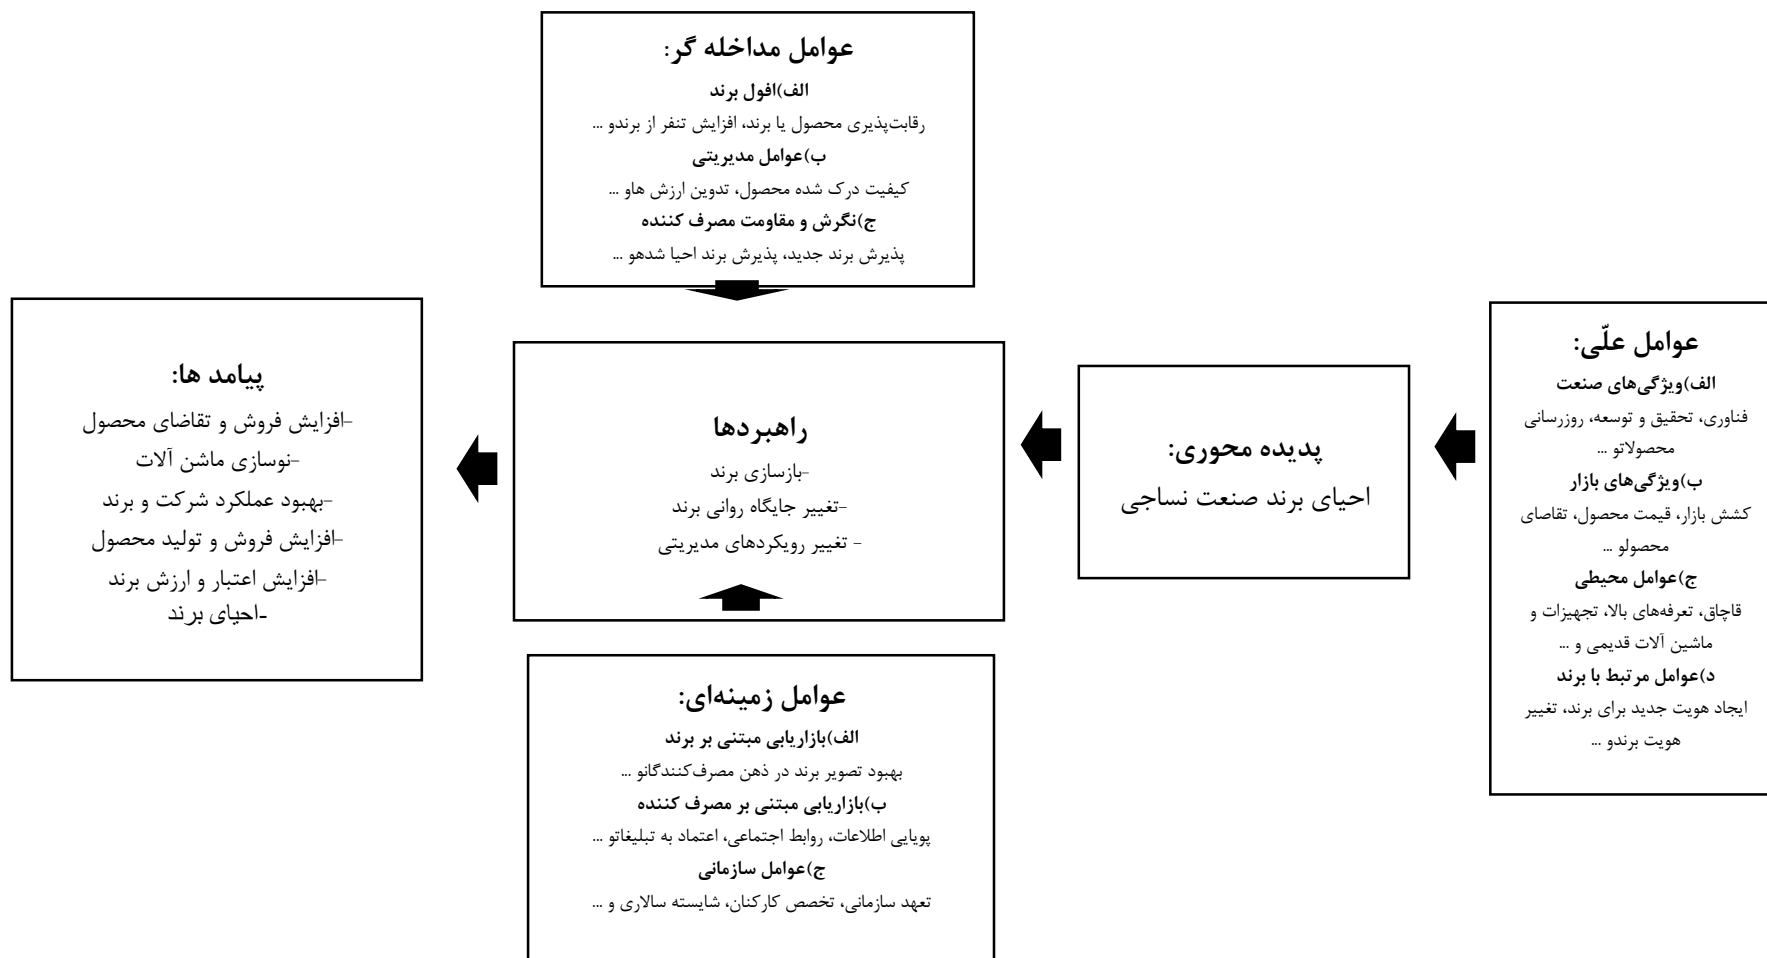 عوامل مداخله گر:
الف)افول برند
رقابت‌پذیری محصول یا برند، افزایش تنفر از برندو ...
ب)عوامل مدیریتی
کیفیت درک شده محصول، تدوین ارزش هاو ...
ج)نگرش و مقاومت مصرف کننده
پذیرش برند جدید، پذیرش برند احیا شدهو ...
عوامل علّی:
الف)ویژگی‌های صنعت
فناوری، تحقیق و توسعه، روزرسانی
محصولاتو ...
ب)ویژگی‌های بازار
کشش بازار، قیمت محصول، تقاضای
محصولو ...
ج)عوامل محیطی
قاچاق، تعرفه‌های بالا، تجهیزات و
ماشین آلات قدیمی و ...
د)عوامل مرتبط با برند
ایجاد هویت جدید برای برند، تغییر
هویت برندو ...
پدیده محوری:
احیای برند صنعت نساجی
راهبردها
-بازسازی برند
-تغییر جایگاه روانی برند
- تغییر رویکردهای مدیریتی
پیامد ها:
-افزایش فروش و تقاضای محصول
-نوسازی ماشن آلات
-بهبود عملکرد شرکت و برند
-افزایش فروش و تولید محصول
-افزایش اعتبار و ارزش برند
-احیای برند
عوامل زمینه‌ای:
الف)بازاریابی مبتنی بر برند
بهبود تصویر برند در ذهن مصرف‌کنندگانو ...
ب)بازاریابی مبتنی بر مصرف کننده
پویایی اطلاعات، روابط اجتماعی، اعتماد به تبلیغاتو ...
ج)عوامل سازمانی
تعهد سازمانی، تخصص کارکنان، شایسته سالاری و ...